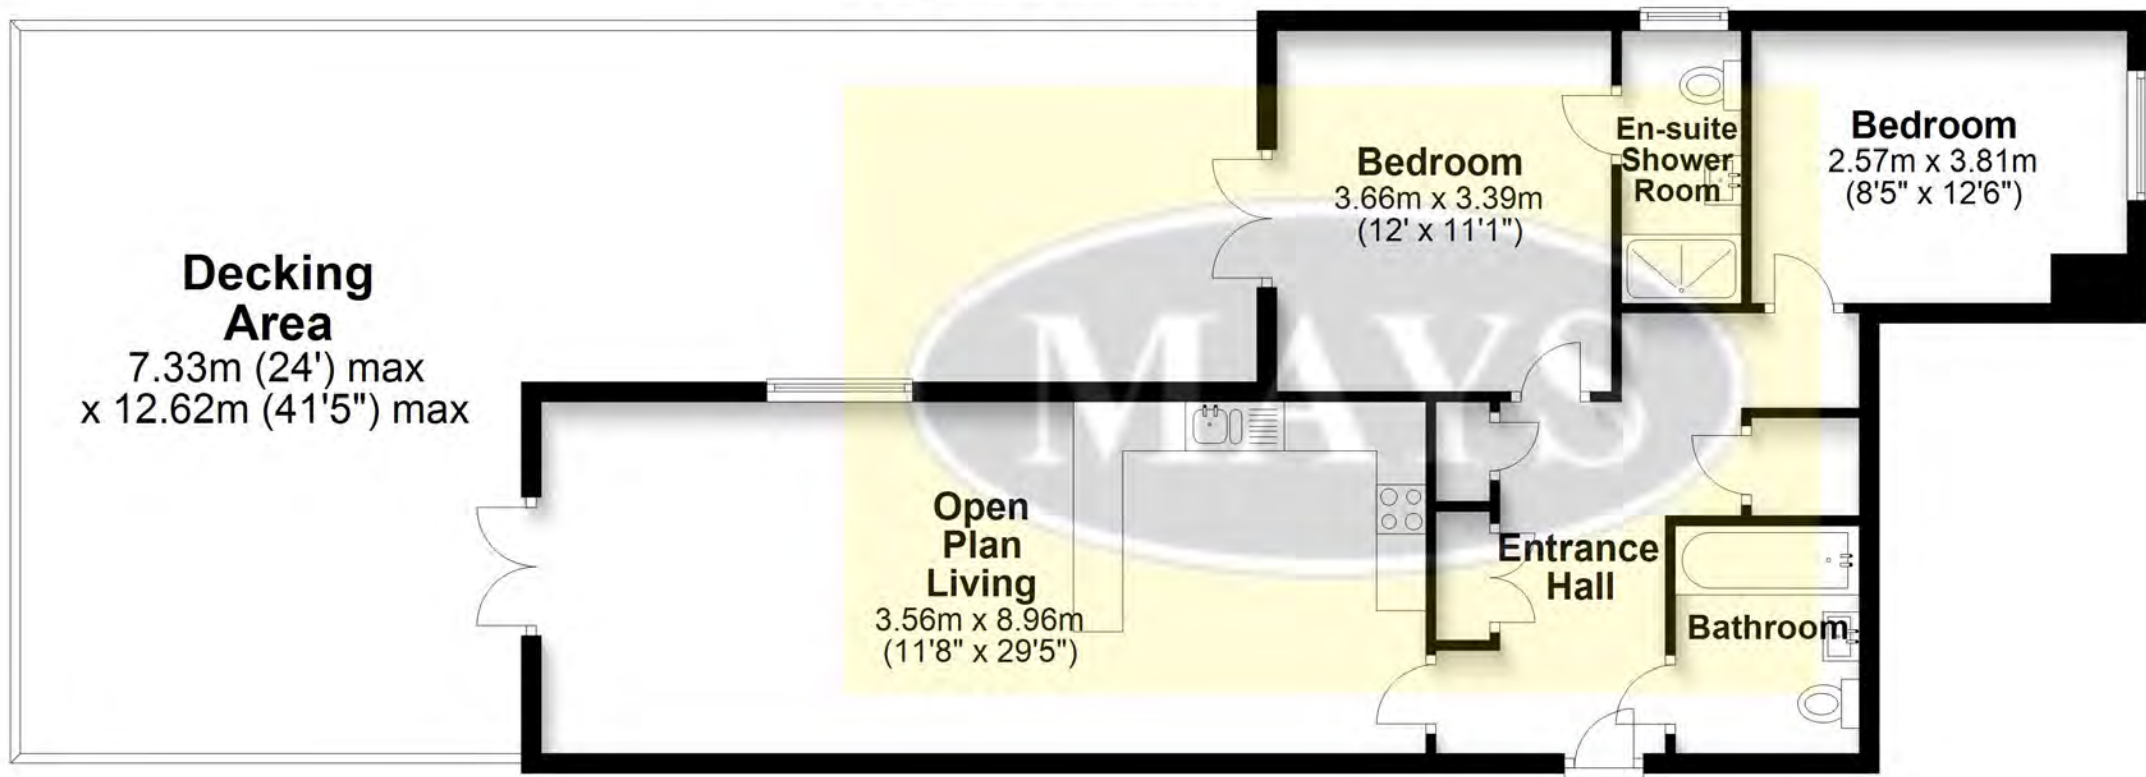 Decking
Area
7.33m (24') max
x 12.62m (41'5") max
Bedroom
3.66m x 3.39m
(12' x 11'1")
En-suite
Shower
Room
Bedroom
2.57m x 3.81m
(8'5" x 12'6")
MAYS
Open
Plan
Living
3.56m x 8.96m
(11'8" x 29'5")
Entrance
Hall
Bathroom